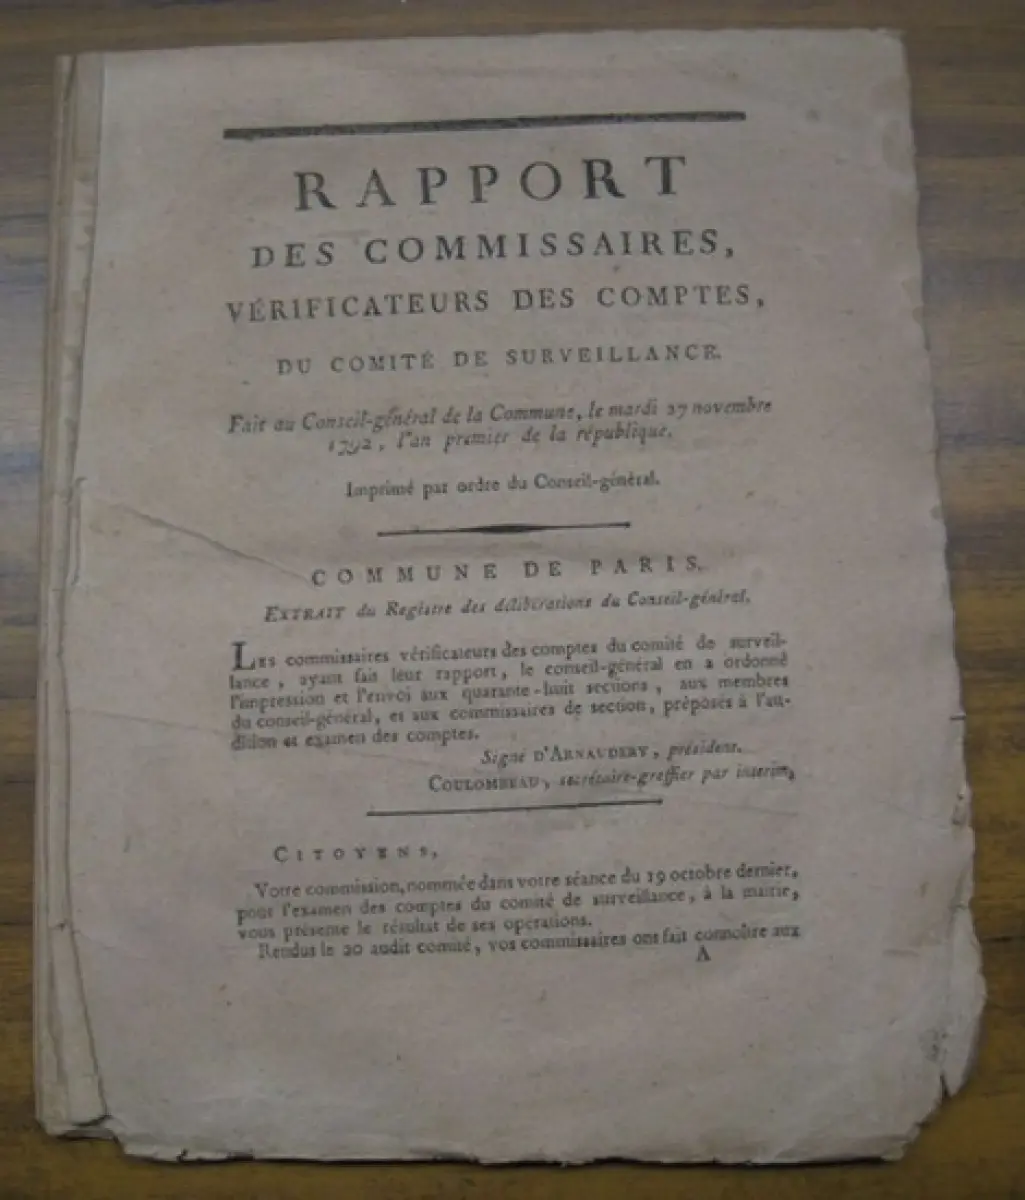 RAPPORT
DES COMMISSAIRES,
VÉRIFICATEURS DES COMPTES,
DU COMITÉ DE SURVEILLANCE.
Fait au Conseil-général de la Commune, le mardi 27 novembre
1792, l'an premier de la république.
Imprimé par ordre du Conseil-général.
COMMUNE DE PARIS.
EXTRAIT du Registre des délibérations du Conseil-général.
LES commissaires vérificateurs des comptes du comité de surveil-
lance, ayant fait leur rapport, le conseil-général en a ordonné
l'impression et l'envoi aux quarante-huit sections, aux membres
du conseil-général, et aux commissaires de section, préposés à l'au-
dition et examen des comptes.
Signé D'ARNAUDERY, président.
COULOMBEAU, secrétaire-greffier par interim,
CITOYENS,
Votre commission, nommée dans votre séance du 19 octobre dernier,
pour l'examen des comptes du comité de surveillance, à la mairie,
vous présente le résultat de ses opérations.
Rendus le 20 audit comité, vos commissaires ont fait connoître aux
A